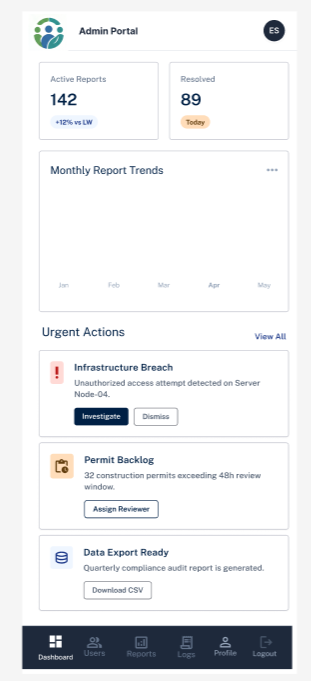 Admin Portal
ES
Active Reports
142
+12% vs LW
Resolved
89
Today
Monthly Report Trends
Jan Feb Mar Apr May
Urgent Actions
View All
Infrastructure Breach
Unauthorized access attempt detected on Server
Node-04.
Investigate Dismiss
Permit Backlog
32 construction permits exceeding 48h review
window.
Assign Reviewer
Data Export Ready
Quarterly compliance audit report is generated.
Download CSV
Dashboard Users Reports Logs Profile Logout